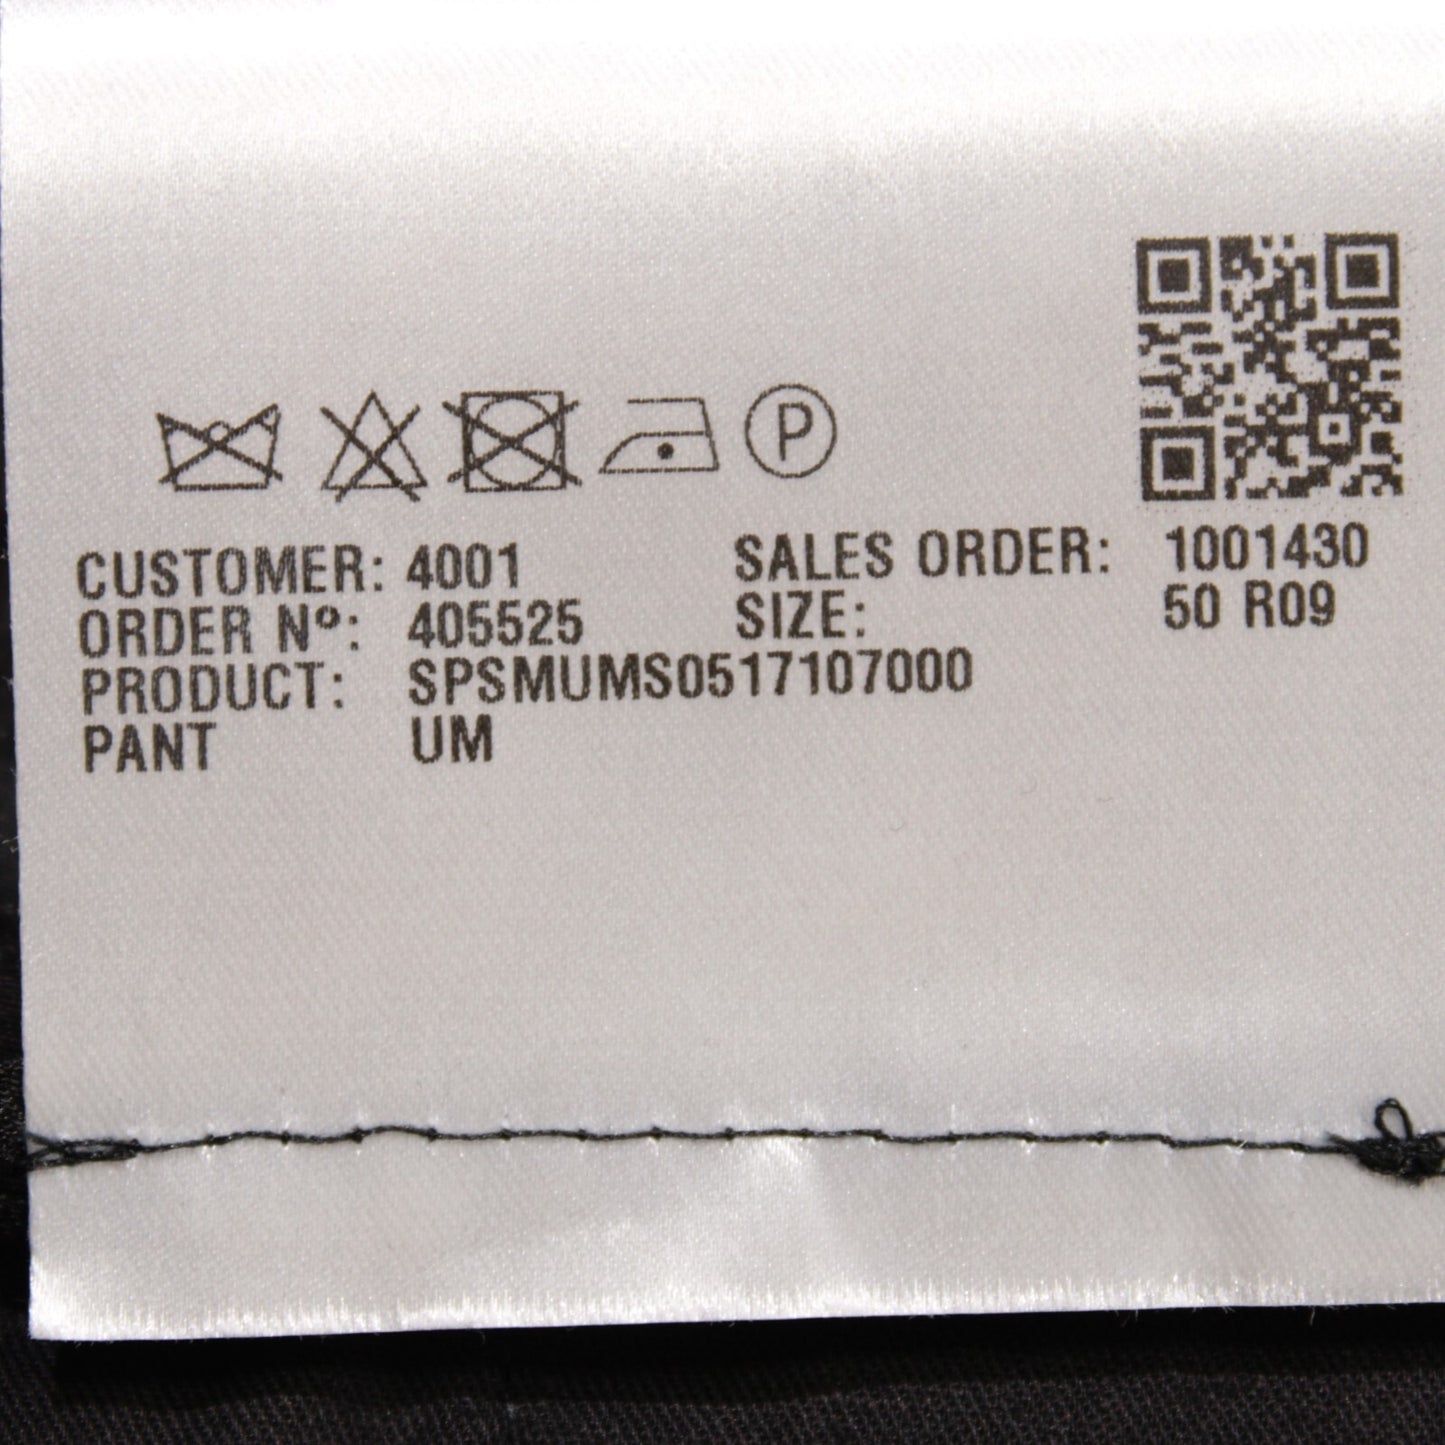 P
CUSTOMER: 4001 SALES ORDER: 1001430
ORDER Nº: 405525 SIZE: 50 R09
PRODUCT: SPSMUMS0517107000
PANT UM